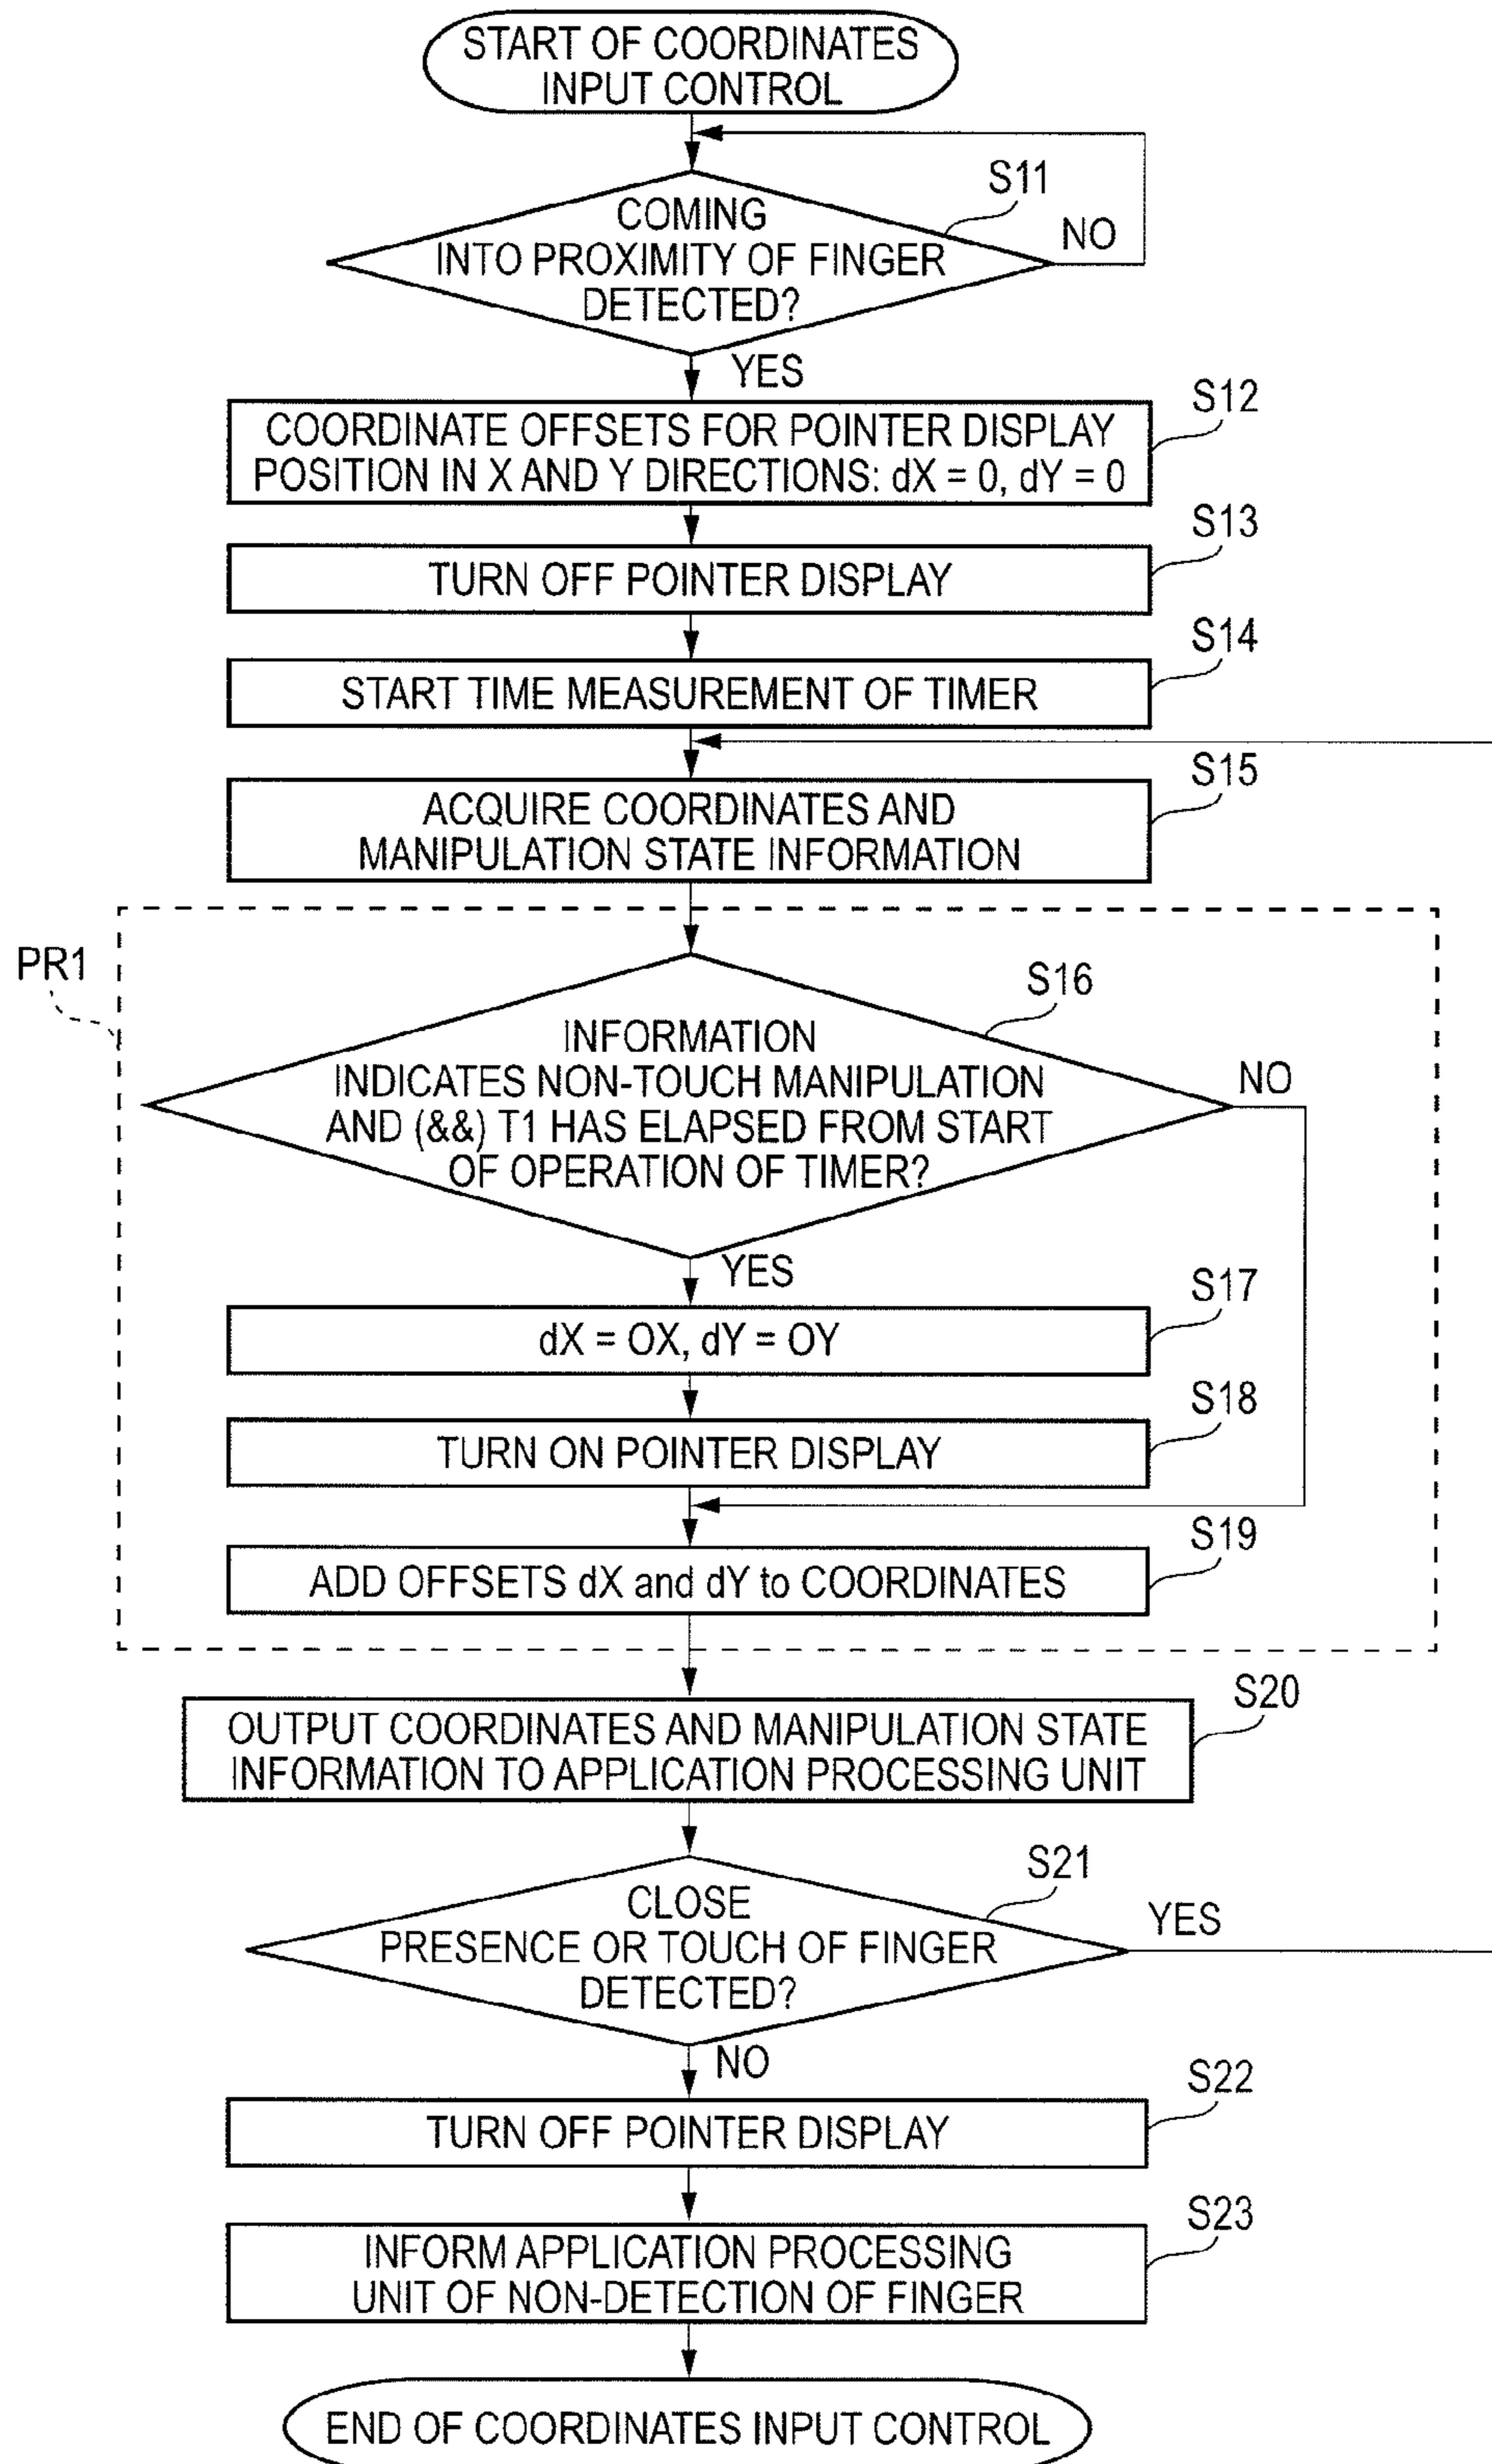 START OF COORDINATES
INPUT CONTROL
S11
COMING
INTO PROXIMITY OF FINGER
DETECTED?
NO
YES
S12
COORDINATE OFFSETS FOR POINTER DISPLAY
POSITION IN X AND Y DIRECTIONS: dX = 0, dY = 0
S13
TURN OFF POINTER DISPLAY
S14
START TIME MEASUREMENT OF TIMER
S15
ACQUIRE COORDINATES AND
MANIPULATION STATE INFORMATION
PR1
S16
INFORMATION
INDICATES NON-TOUCH MANIPULATION
AND (&&) T1 HAS ELAPSED FROM START
OF OPERATION OF TIMER?
NO
YES
S17
dX = OX, dY = OY
S18
TURN ON POINTER DISPLAY
S19
ADD OFFSETS dX and dY to COORDINATES
S20
OUTPUT COORDINATES AND MANIPULATION STATE
INFORMATION TO APPLICATION PROCESSING UNIT
S21
CLOSE
PRESENCE OR TOUCH OF FINGER
DETECTED?
YES
NO
S22
TURN OFF POINTER DISPLAY
S23
INFORM APPLICATION PROCESSING
UNIT OF NON-DETECTION OF FINGER
END OF COORDINATES INPUT CONTROL